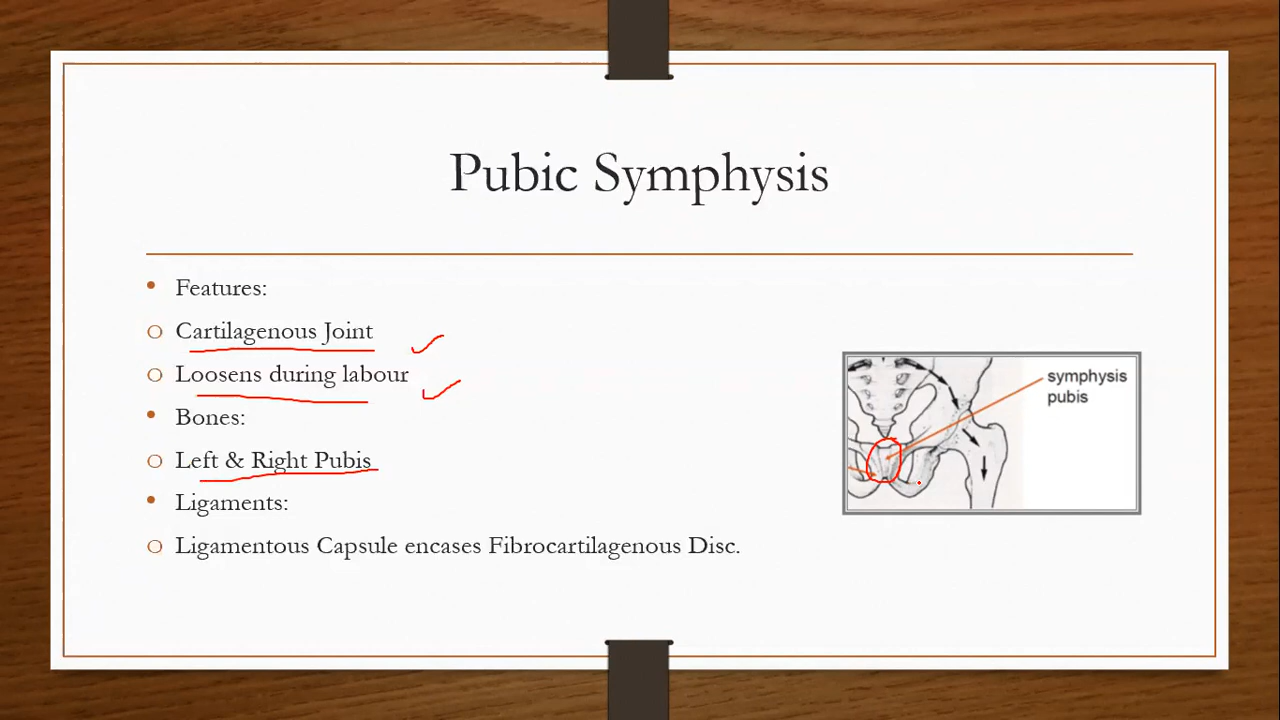 Pubic Symphysis
• Features:
o Cartilagenous Joint
o Loosens during labour
• Bones:
o Left & Right Pubis
• Ligaments:
o Ligamentous Capsule encases Fibrocartilagenous Disc.
symphysis
pubis